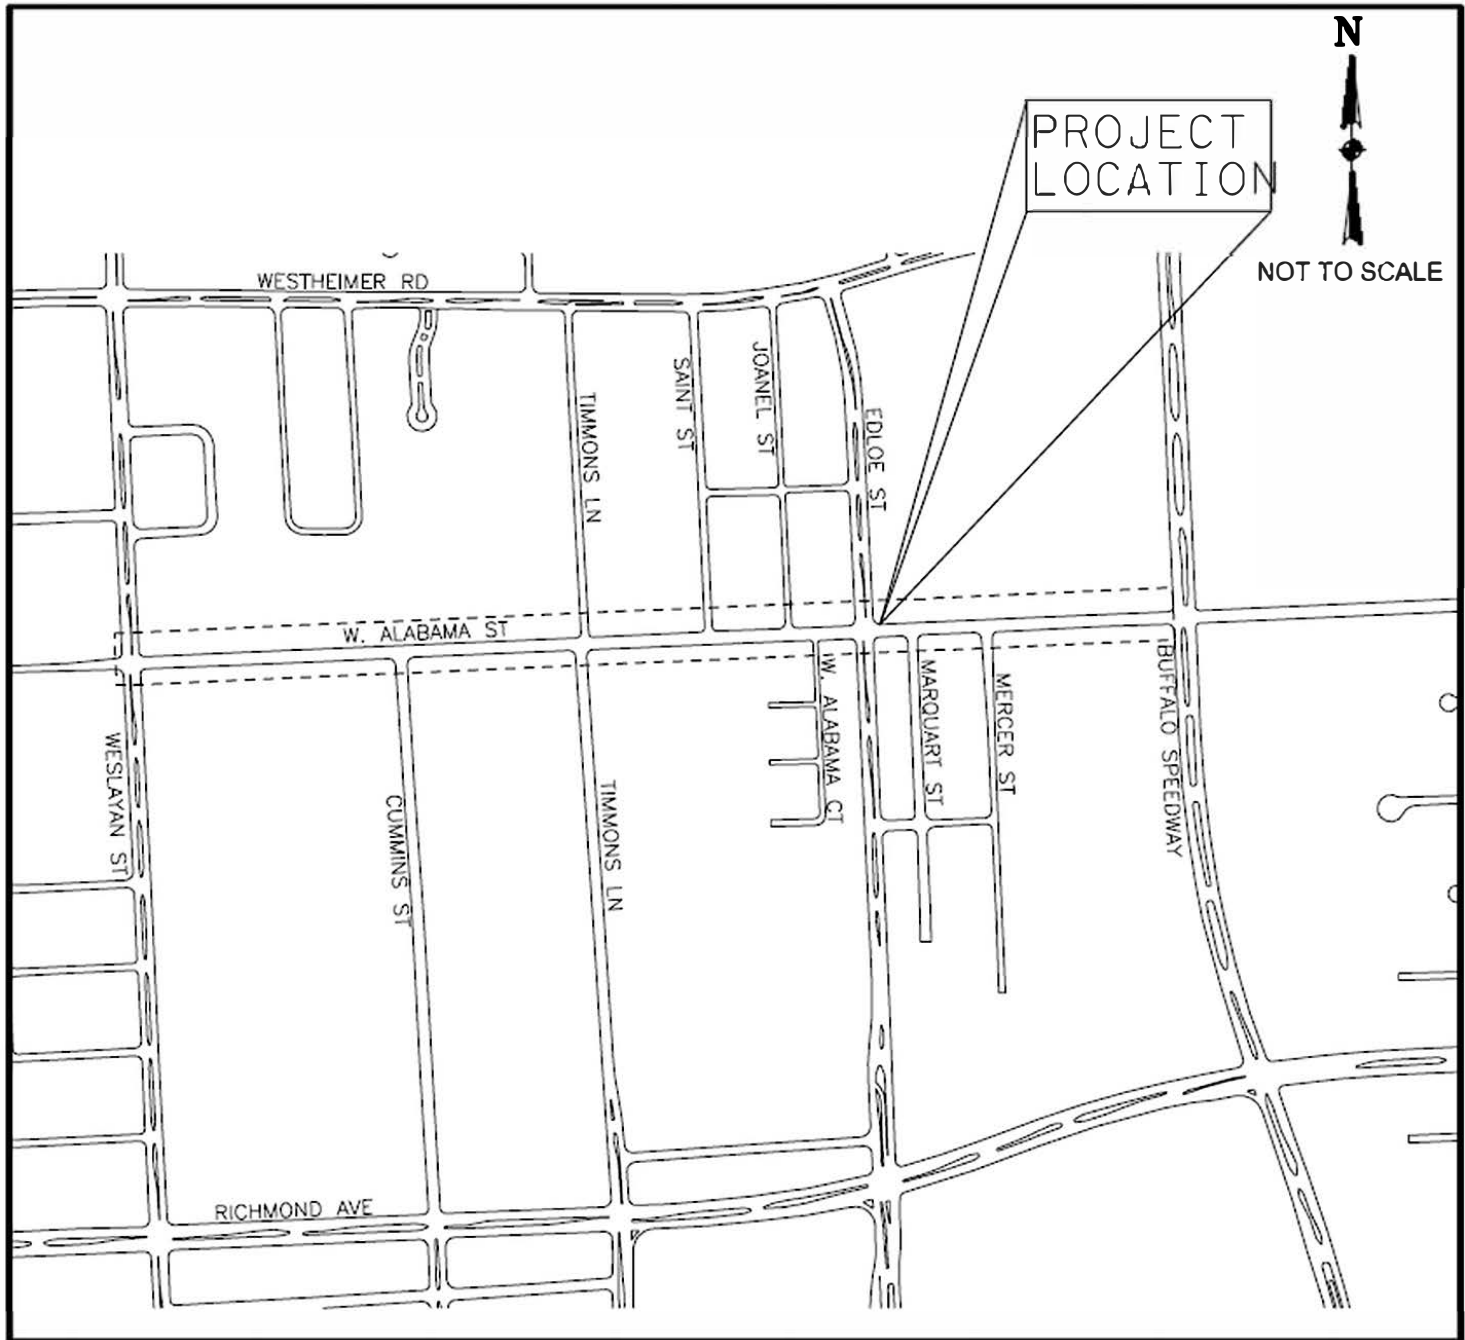 N
PROJECT
LOCATION
NOT TO SCALE
WESTHEIMER RD
SAINT ST
JOANEL ST
TIMMONS LN
EDLOE ST
W. ALABAMA ST
W. ALABAMA CT
MARQUART ST
MERCER ST
BUFFALO SPEEDWAY
WESLAYAN ST
CUMMINS ST
TIMMONS LN
RICHMOND AVE